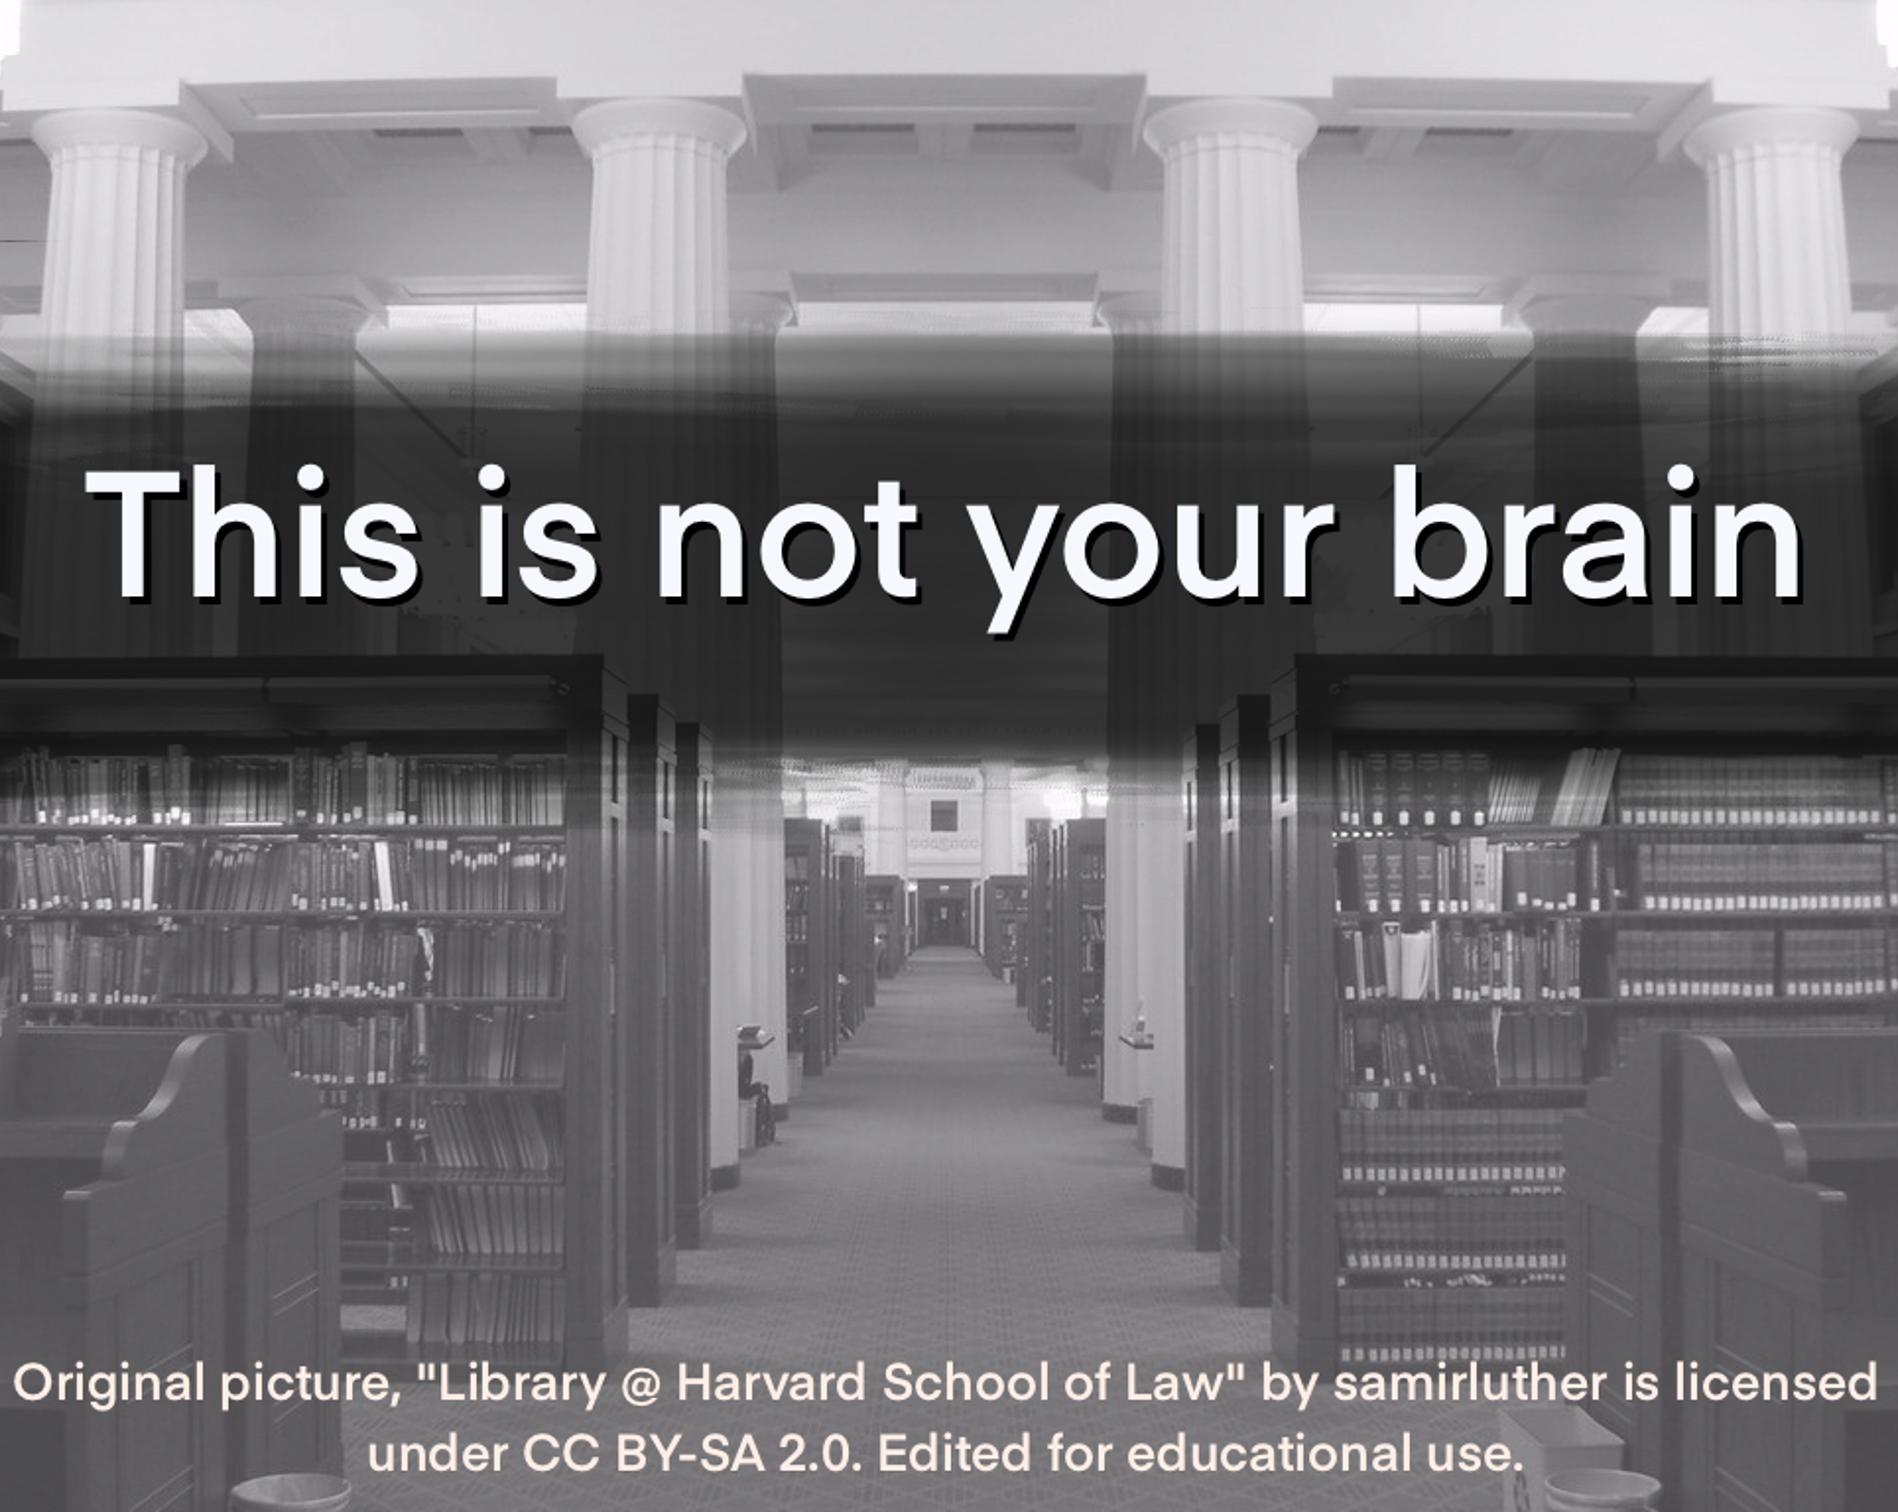 This is not your brain
Original picture, "Library @ Harvard School of Law" by samirluther is licensed
under CC BY-SA 2.0. Edited for educational use.